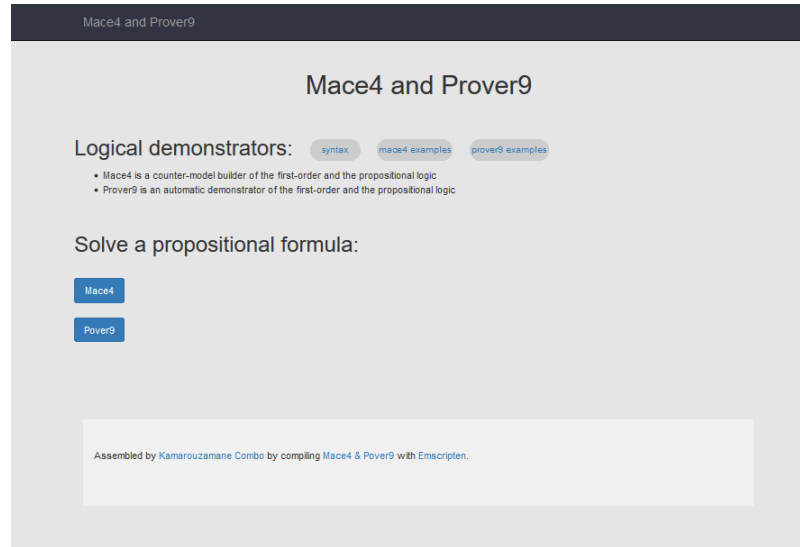 Mace4 and Prover9
Mace4 and Prover9
Logical demonstrators: syntax mace4 examples prover9 examples
• Mace4 is a counter-model builder of the first-order and the propositional logic
• Prover9 is an automatic demonstrator of the first-order and the propositional logic
Solve a propositional formula:
Mace4
Pover9
Assembled by Kamarouzamane Combo by compiling Mace4 & Pover9 with Emscripten.